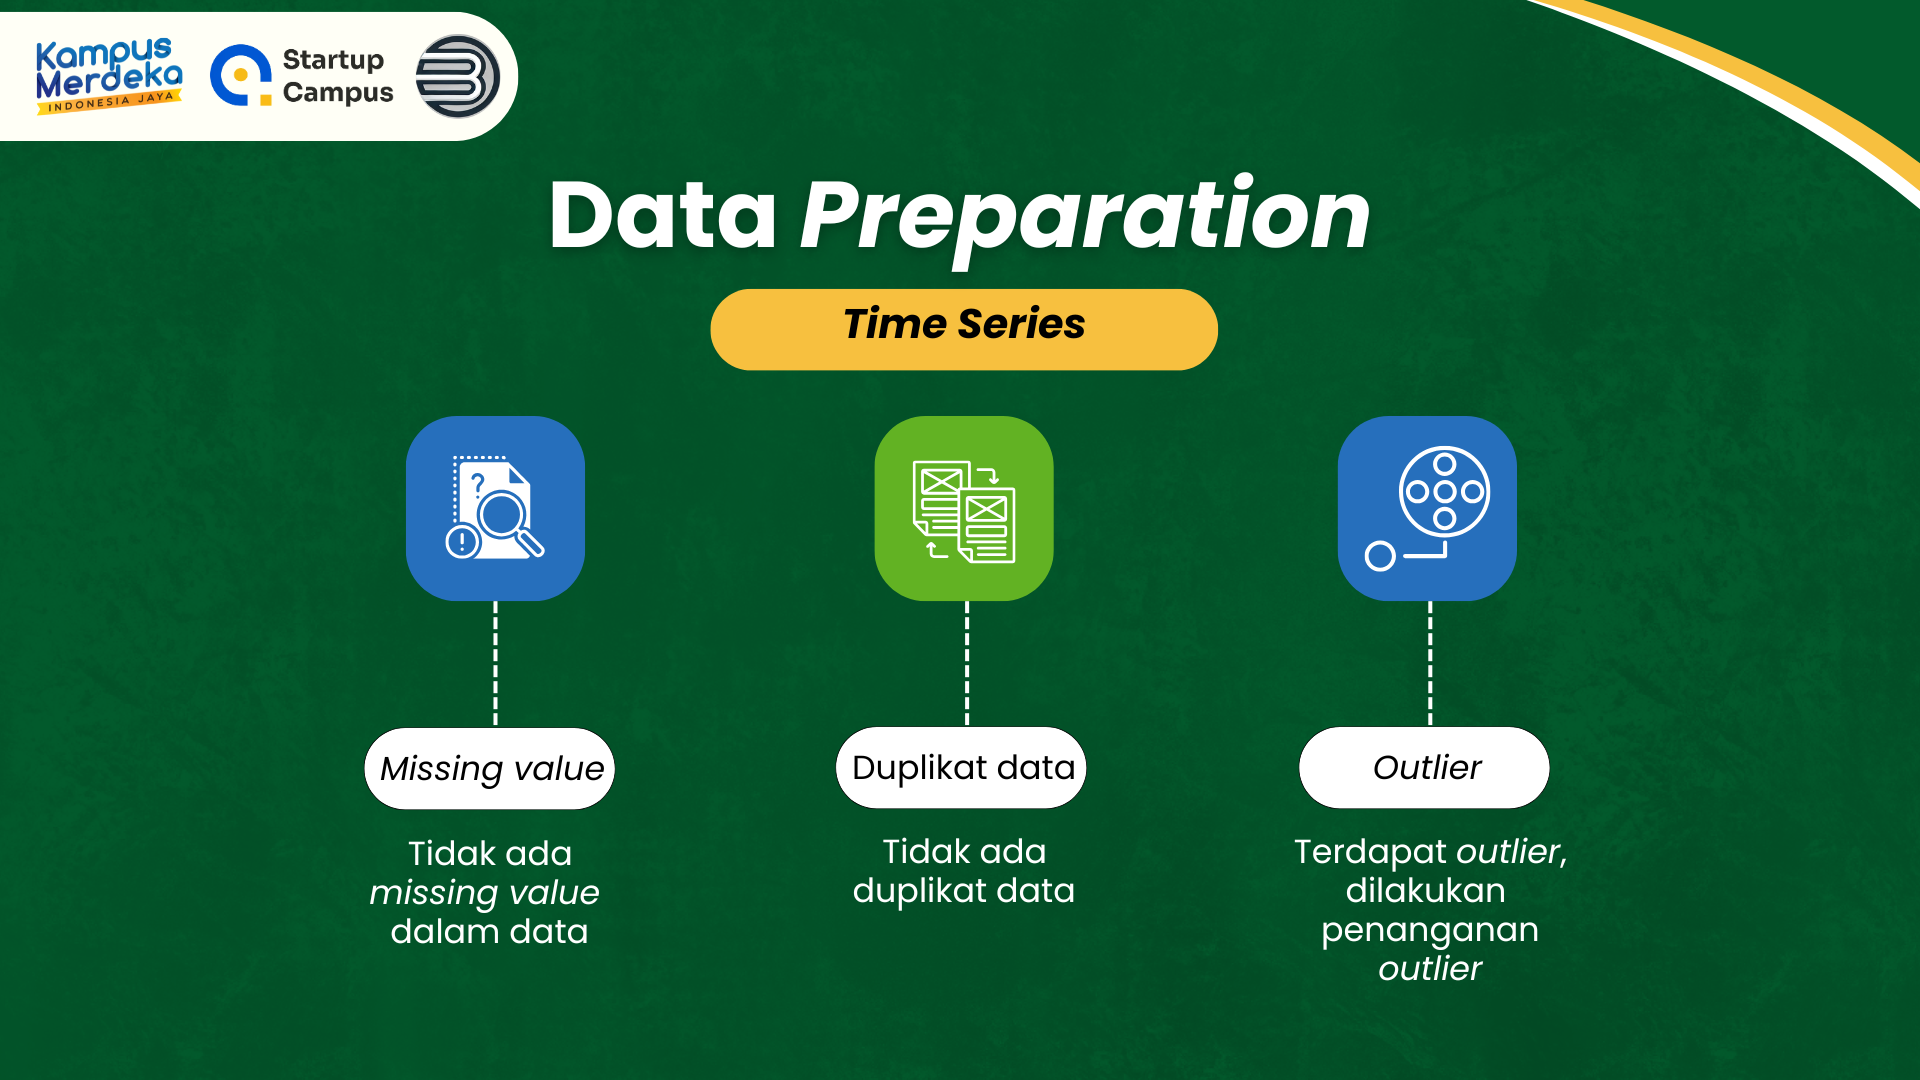 Kampus
Merdeka
INDONESIA JAYA
Startup
Campus
Data Preparation
Time Series
?
!
Missing value
Tidak ada
missing value
dalam data
Duplikat data
Tidak ada
duplikat data
Outlier
Terdapat outlier,
dilakukan
penanganan
outlier